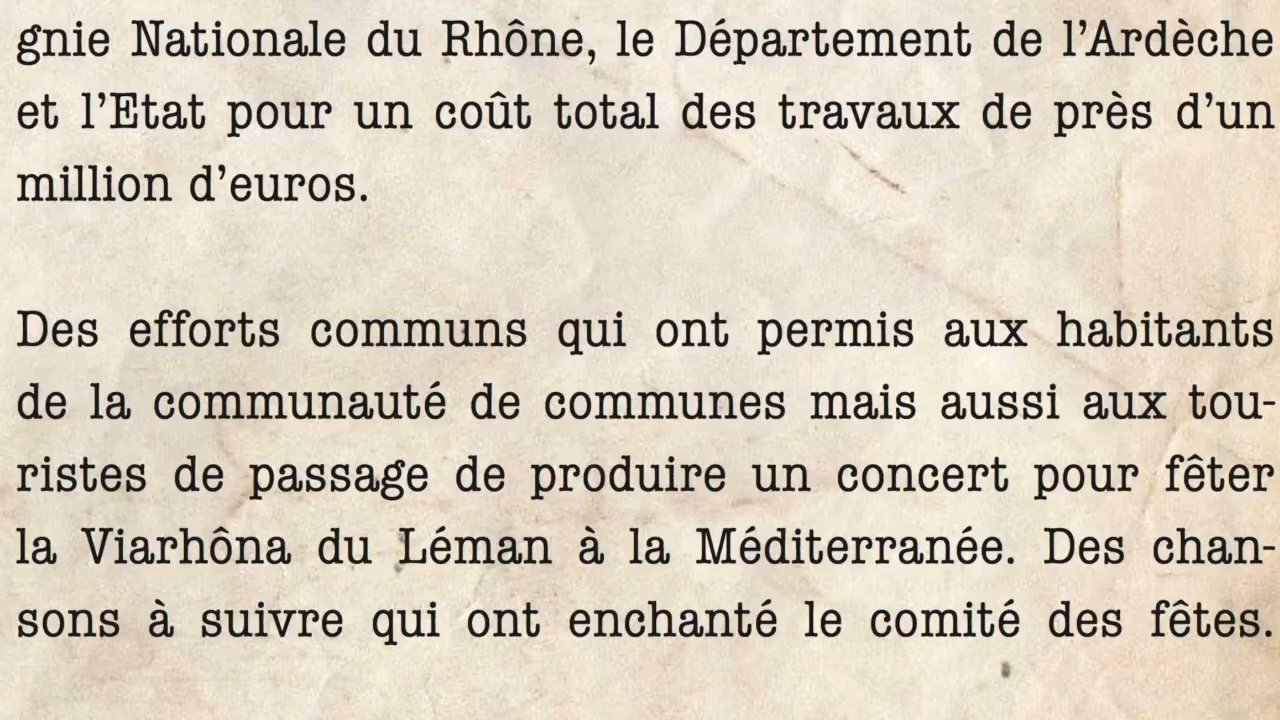 gnie Nationale du Rhône, le Département de l’Ardèche
et l’Etat pour un coût total des travaux de près d’un
million d’euros.
Des efforts communs qui ont permis aux habitants
de la communauté de communes mais aussi aux tou-
ristes de passage de produire un concert pour fêter
la Viarhôna du Léman à la Méditerranée. Des chan-
sons à suivre qui ont enchanté le comité des fêtes.